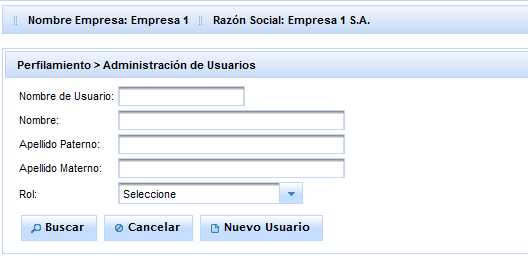 Nombre Empresa: Empresa 1 Razón Social: Empresa 1 S.A.
Perfilamiento > Administración de Usuarios
Nombre de Usuario:
Nombre:
Apellido Paterno:
Apellido Materno:
Rol: Seleccione
Buscar Cancelar Nuevo Usuario